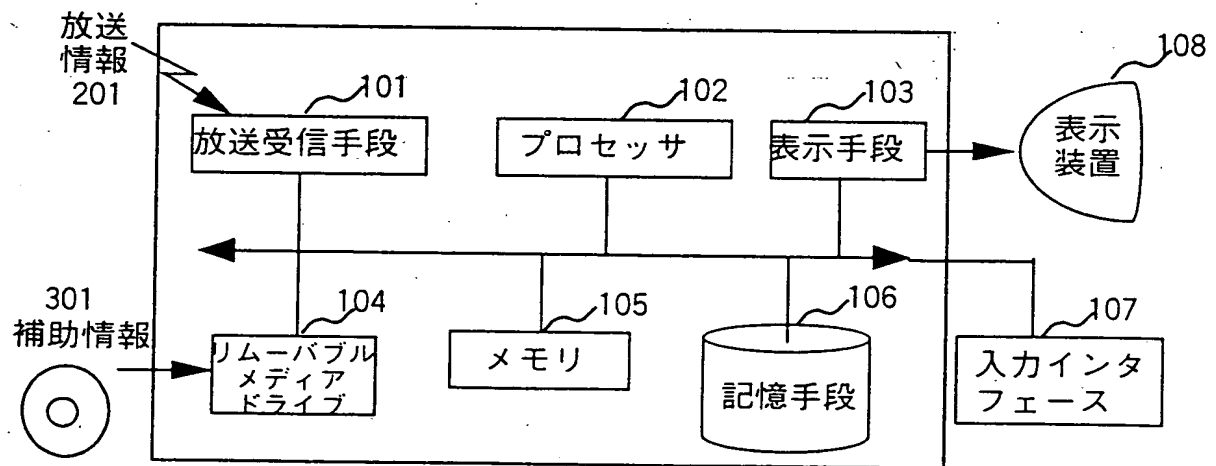 放送
情報
201
101
放送受信手段
102
プロセッサ
103
表示手段
108
表示
装置
301
補助情報
104
リムーバブル
メディア
ドライブ
105
メモリ
106
記憶手段
107
入力インタ
フェース